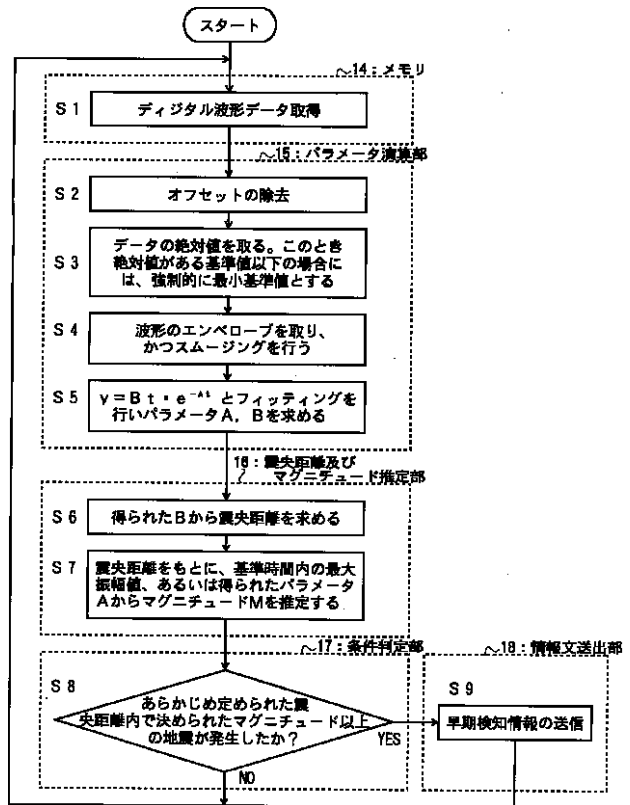 スタート
14：メモリ
S1
ディジタル波形データ取得
15：パラメータ演算部
S2
オフセットの除去
S3
データの絶対値を取る。このとき
絶対値がある基準値以下の場合に
は、強制的に最小基準値とする
S4
波形のエンベロープを取り、
かつスムージングを行う
S5
y＝Bt・e⁻ᴬᵗ とフィッティングを
行いパラメータA，Bを求める
16：震央距離及び
マグニチュード推定部
S6
得られたBから震央距離を求める
S7
震央距離をもとに、基準時間内の最大
振幅値、あるいは得られたパラメータ
AからマグニチュードMを推定する
17：条件判定部
S8
あらかじめ定められた震
央距離内で決められたマグニチュード以上
の地震が発生したか？
YES
NO
18：情報文送出部
S9
早期検知情報の送信